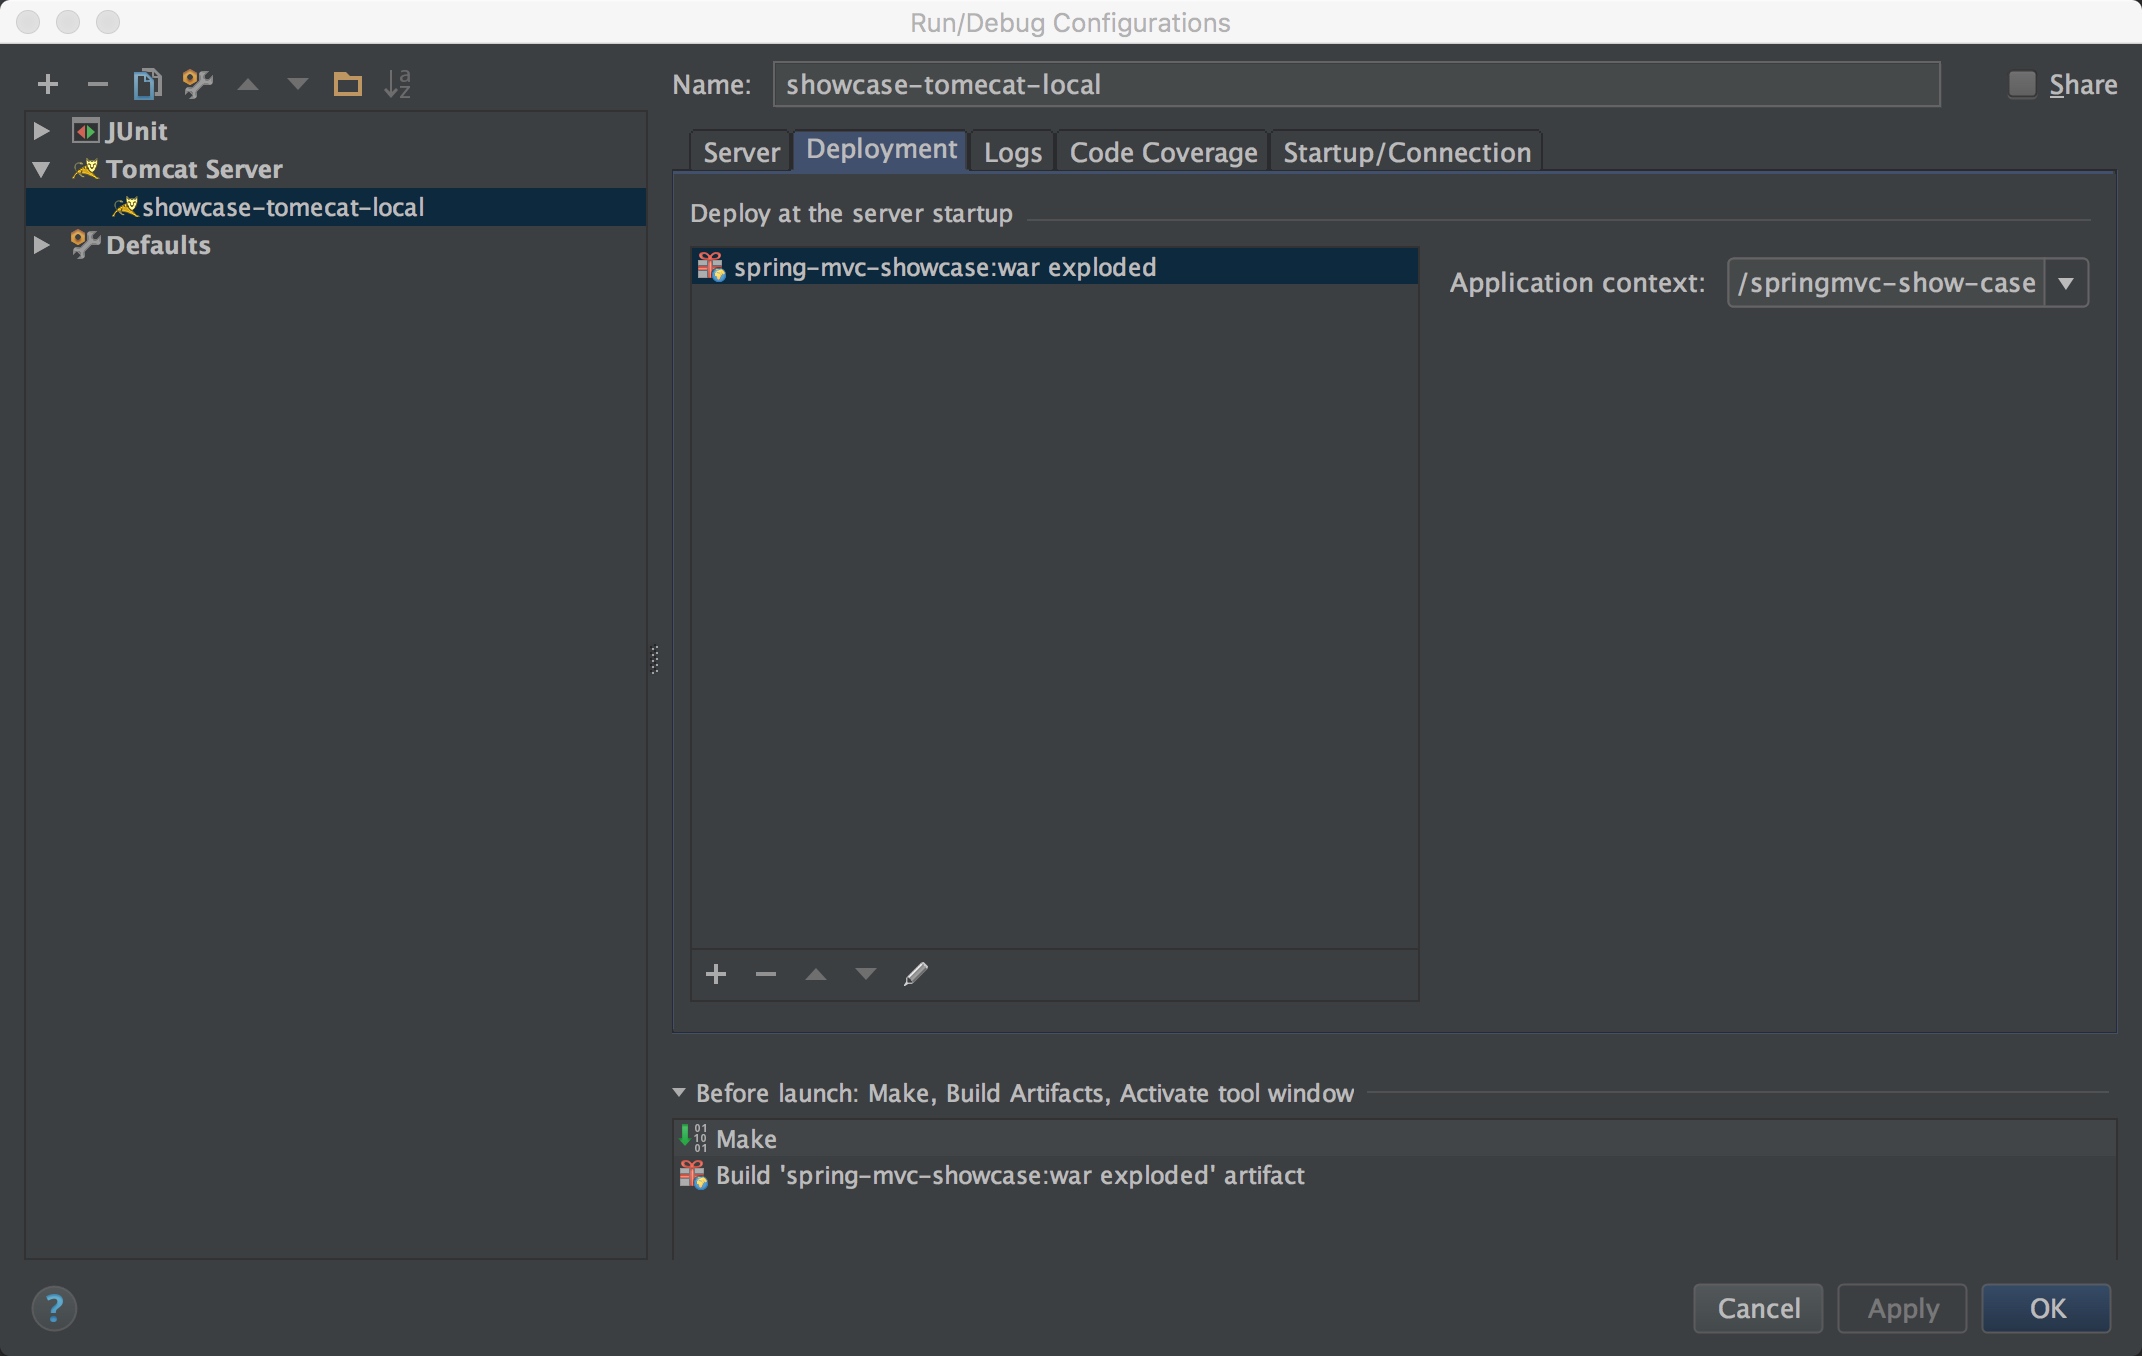 Run/Debug Configurations
Name: showcase-tomecat-local
Share
JUnit
Tomcat Server
showcase-tomecat-local
Defaults
Server Deployment Logs Code Coverage Startup/Connection
Deploy at the server startup
spring-mvc-showcase:war exploded
Application context: /springmvc-show-case
Before launch: Make, Build Artifacts, Activate tool window
Make
Build 'spring-mvc-showcase:war exploded' artifact
? Cancel Apply OK